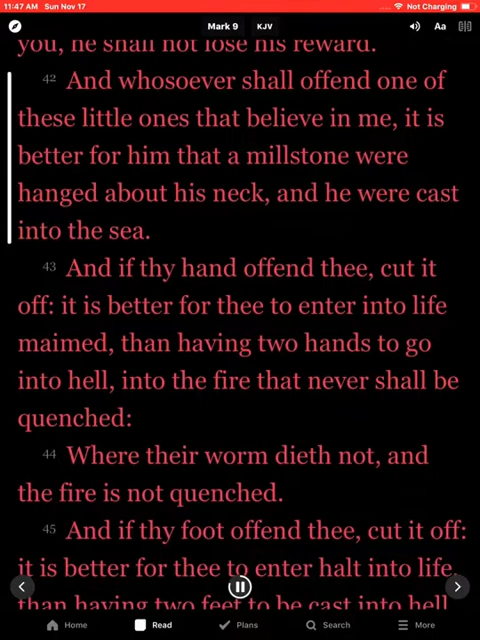 11:47 AM Sun Nov 17
Not Charging
Mark 9 KJV
Aa
you, he shall not lose his reward.
42 And whosoever shall offend one of
these little ones that believe in me, it is
better for him that a millstone were
hanged about his neck, and he were cast
into the sea.
43 And if thy hand offend thee, cut it
off: it is better for thee to enter into life
maimed, than having two hands to go
into hell, into the fire that never shall be
quenched:
44 Where their worm dieth not, and
the fire is not quenched.
45 And if thy foot offend thee, cut it off:
it is better for thee to enter halt into life,
than having two feet to be cast into hell
Home Read Plans Search More